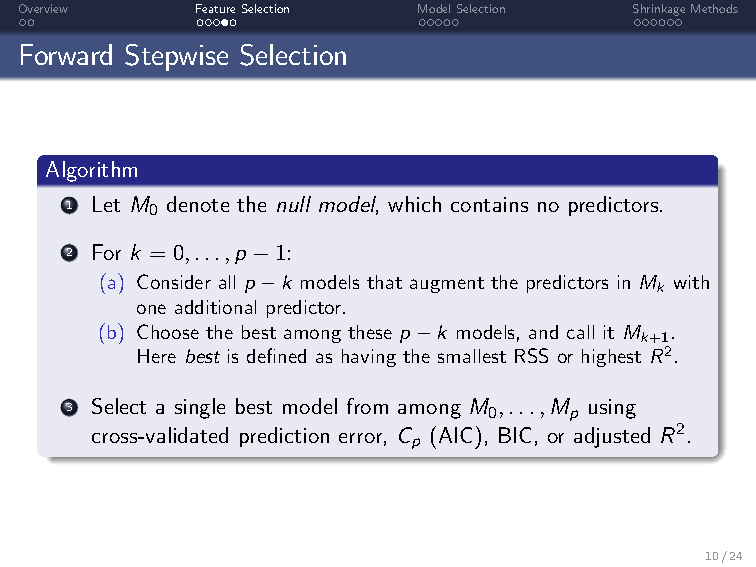 Overview Feature Selection Model Selection Shrinkage Methods
Forward Stepwise Selection
Algorithm
1 Let M₀ denote the null model, which contains no predictors.
2 For k = 0, . . . , p − 1:
(a) Consider all p − k models that augment the predictors in Mₖ with
one additional predictor.
(b) Choose the best among these p − k models, and call it Mₖ₊₁.
Here best is defined as having the smallest RSS or highest R².
3 Select a single best model from among M₀, . . . , Mₚ using
cross-validated prediction error, Cₚ (AIC), BIC, or adjusted R².
10 / 24